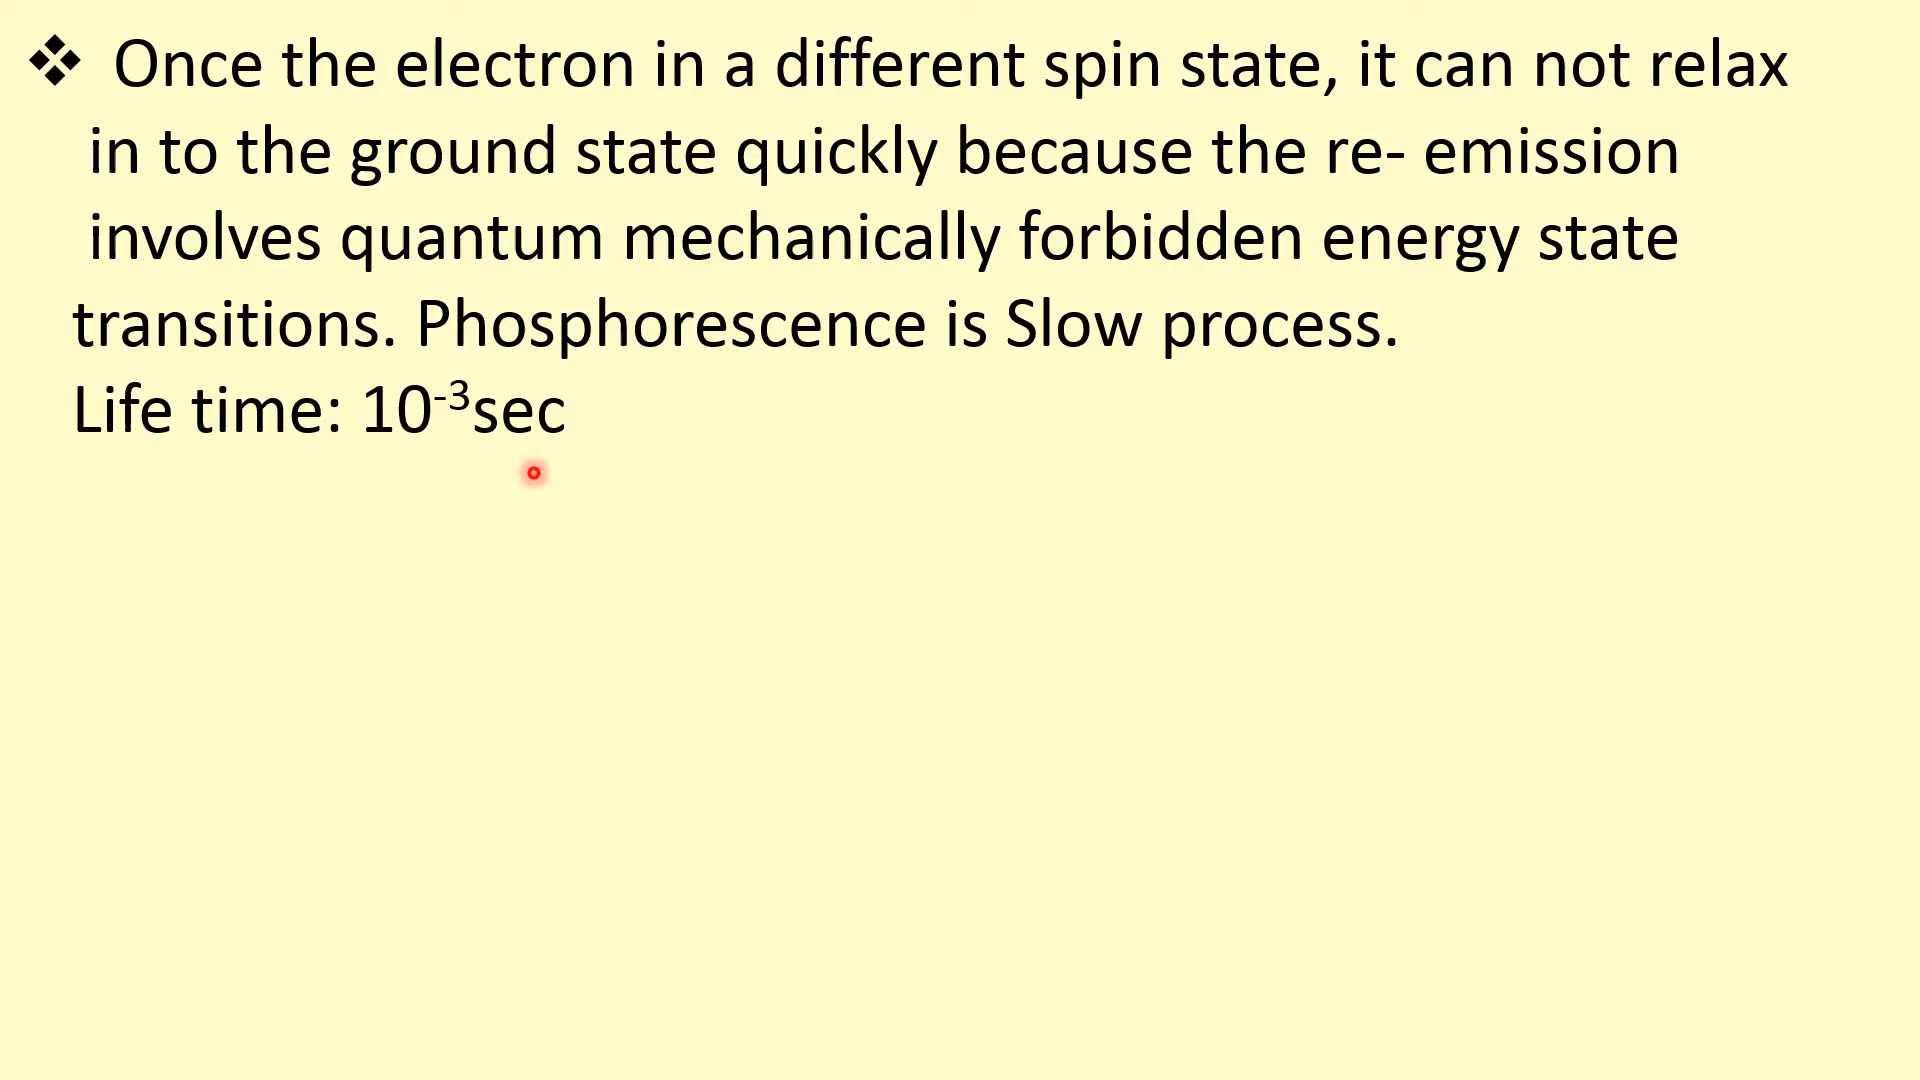 ❖ Once the electron in a different spin state, it can not relax
in to the ground state quickly because the re- emission
involves quantum mechanically forbidden energy state
transitions. Phosphorescence is Slow process.
Life time: 10⁻³sec